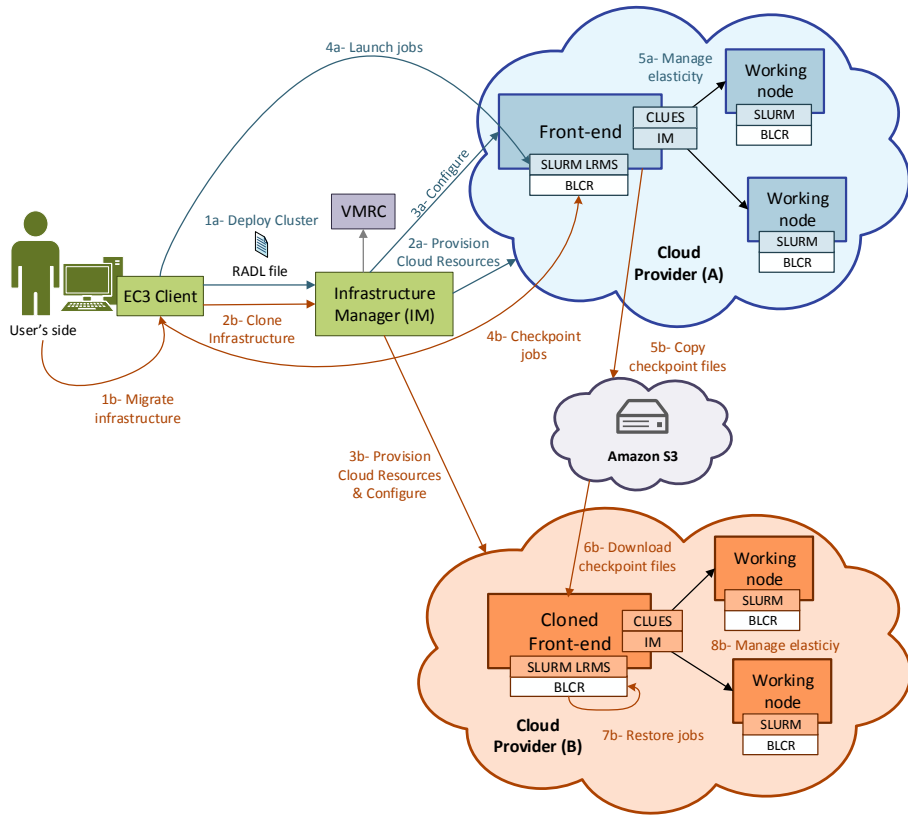 4a- Launch jobs
5a- Manage
elasticity
Working
node
SLURM
BLCR
Front-end
CLUES
IM
SLURM LRMS
BLCR
Working
node
SLURM
BLCR
Cloud
Provider (A)
3a- Configure
VMRC
1a- Deploy Cluster
RADL file
2a- Provision
Cloud Resources
EC3 Client
Infrastructure
Manager (IM)
User's side
2b- Clone
Infrastructure
4b- Checkpoint
jobs
5b- Copy
checkpoint files
1b- Migrate
infrastructure
Amazon S3
3b- Provision
Cloud Resources
& Configure
6b- Download
checkpoint files
Working
node
SLURM
BLCR
Cloned
Front-end
CLUES
IM
SLURM LRMS
BLCR
8b- Manage elasticiy
Working
node
SLURM
BLCR
7b- Restore jobs
Cloud
Provider (B)